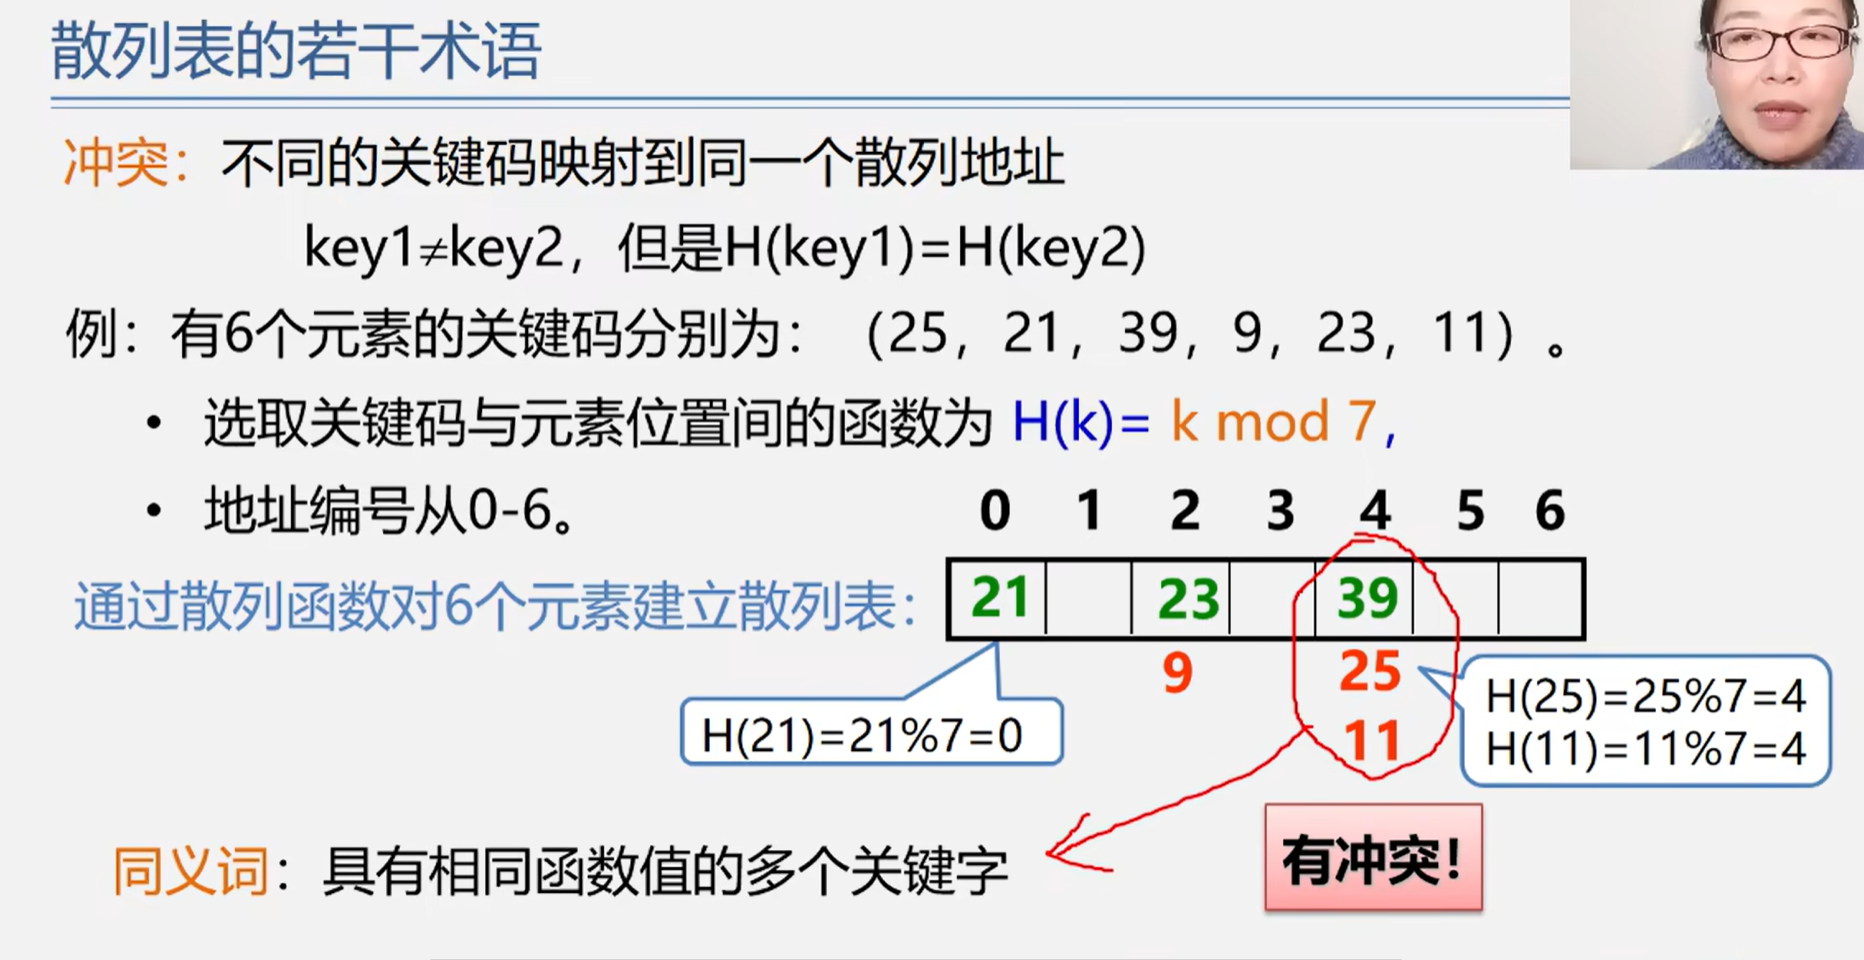 散列表的若干术语
冲突：不同的关键码映射到同一个散列地址
key1≠key2，但是H(key1)=H(key2)
例：有6个元素的关键码分别为：（25，21，39，9，23，11）。
• 选取关键码与元素位置间的函数为 H(k)= k mod 7,
• 地址编号从0-6。
0 1 2 3 4 5 6
通过散列函数对6个元素建立散列表：
21 23 39
9 25
11
H(21)=21%7=0
H(25)=25%7=4
H(11)=11%7=4
有冲突！
同义词：具有相同函数值的多个关键字